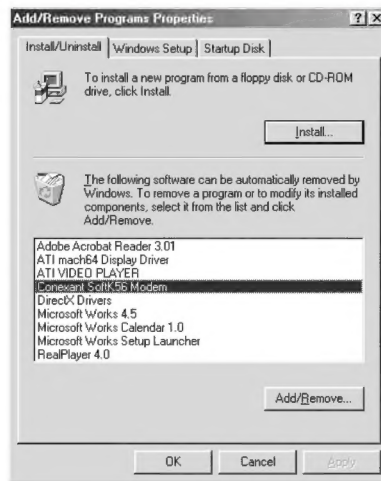 Add/Remove Programs Properties
Install/Uninstall
Windows Setup
Startup Disk
To install a new program from a floppy disk or CD-ROM
drive, click Install.
Install...
The following software can be automatically removed by
Windows. To remove a program or to modify its installed
components, select it from the list and click
Add/Remove.
Adobe Acrobat Reader 3.01
ATI mach64 Display Driver
ATI VIDEO PLAYER
Conexant SoftK56 Modem
DirectX Drivers
Microsoft Works 4.5
Microsoft Works Calendar 1.0
Microsoft Works Setup Launcher
RealPlayer 4.0
Add/Remove...
OK
Cancel
Apply